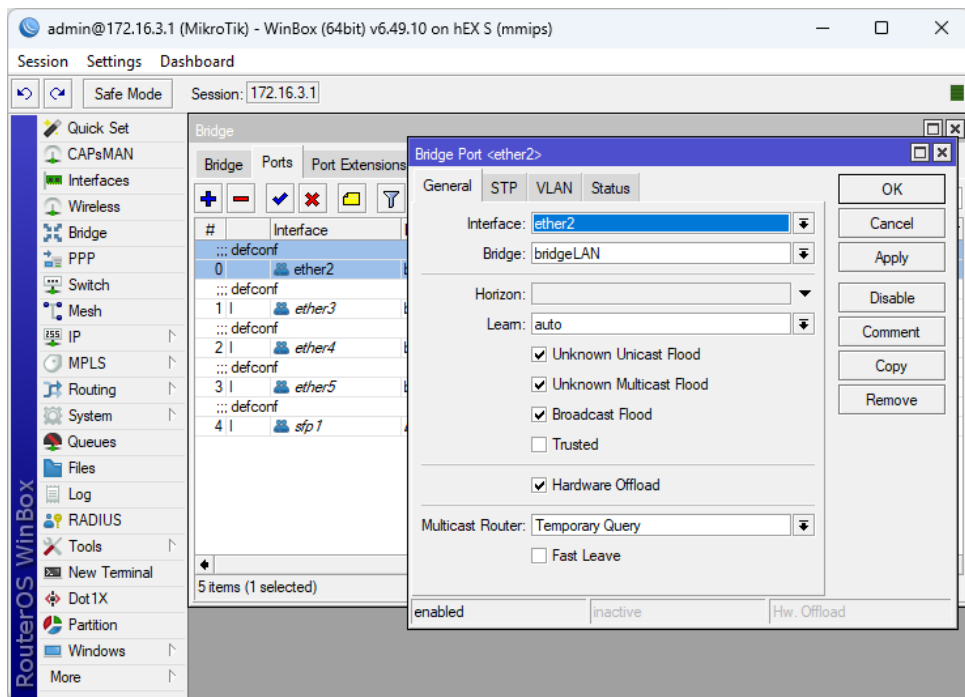 admin@172.16.3.1 (MikroTik) - WinBox (64bit) v6.49.10 on hEX S (mmips)
Session Settings Dashboard
Safe Mode Session: 172.16.3.1
RouterOS WinBox
Quick Set
CAPsMAN
Interfaces
Wireless
Bridge
PPP
Switch
Mesh
IP
MPLS
Routing
System
Queues
Files
Log
RADIUS
Tools
New Terminal
Dot1X
Partition
Windows
More
Bridge
Bridge Ports Port Extensions
# Interface
;;; defconf
0 ether2
;;; defconf
1 I ether3
;;; defconf
2 I ether4
;;; defconf
3 I ether5
;;; defconf
4 I sfp1
5 items (1 selected)
Bridge Port <ether2>
General STP VLAN Status
Interface: ether2
Bridge: bridgeLAN
Horizon:
Learn: auto
Unknown Unicast Flood
Unknown Multicast Flood
Broadcast Flood
Trusted
Hardware Offload
Multicast Router: Temporary Query
Fast Leave
OK
Cancel
Apply
Disable
Comment
Copy
Remove
enabled inactive Hw. Offload